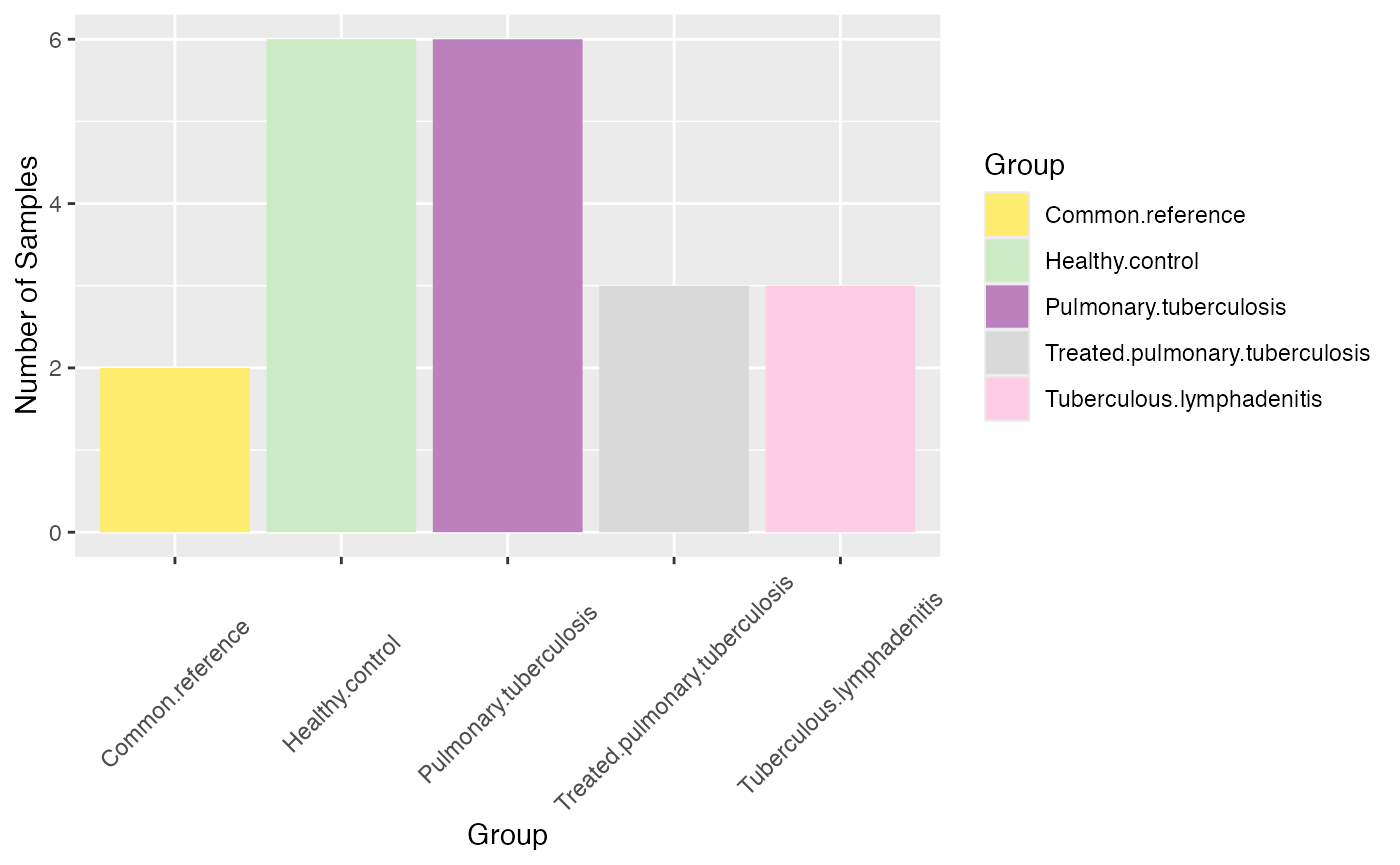 Number of Samples
6
4
2
0
Common.reference
Healthy.control
Pulmonary.tuberculosis
Treated.pulmonary.tuberculosis
Tuberculous.lymphadenitis
Group
Group
Common.reference
Healthy.control
Pulmonary.tuberculosis
Treated.pulmonary.tuberculosis
Tuberculous.lymphadenitis